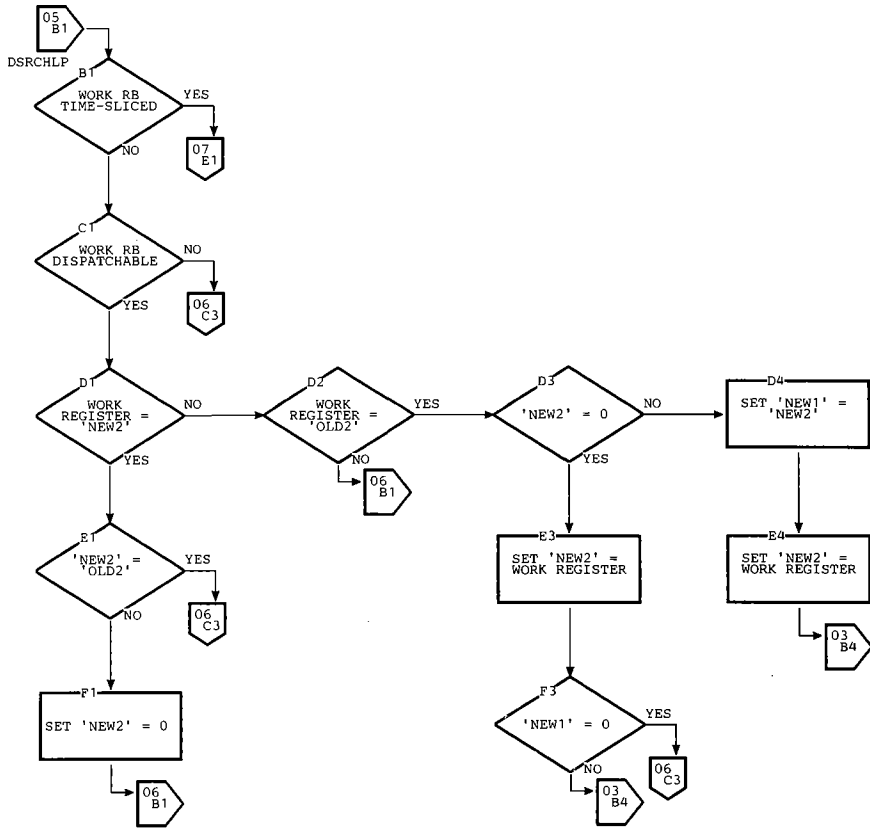 05
B1
DSRCHLP
B1
WORK RB
TIME-SLICED
YES
07
E1
NO
C1
WORK RB
DISPATCHABLE
NO
06
C3
YES
D1
WORK
REGISTER =
'NEW2'
NO
YES
D2
WORK
REGISTER =
'OLD2'
YES
NO
06
B1
D3
'NEW2' = 0
NO
YES
D4
SET 'NEW1' =
'NEW2'
E1
'NEW2' =
'OLD2'
YES
06
C3
NO
E3
SET 'NEW2' =
WORK REGISTER
E4
SET 'NEW2' =
WORK REGISTER
03
B4
F1
SET 'NEW2' = 0
06
B1
F3
'NEW1' = 0
YES
06
C3
NO
03
B4